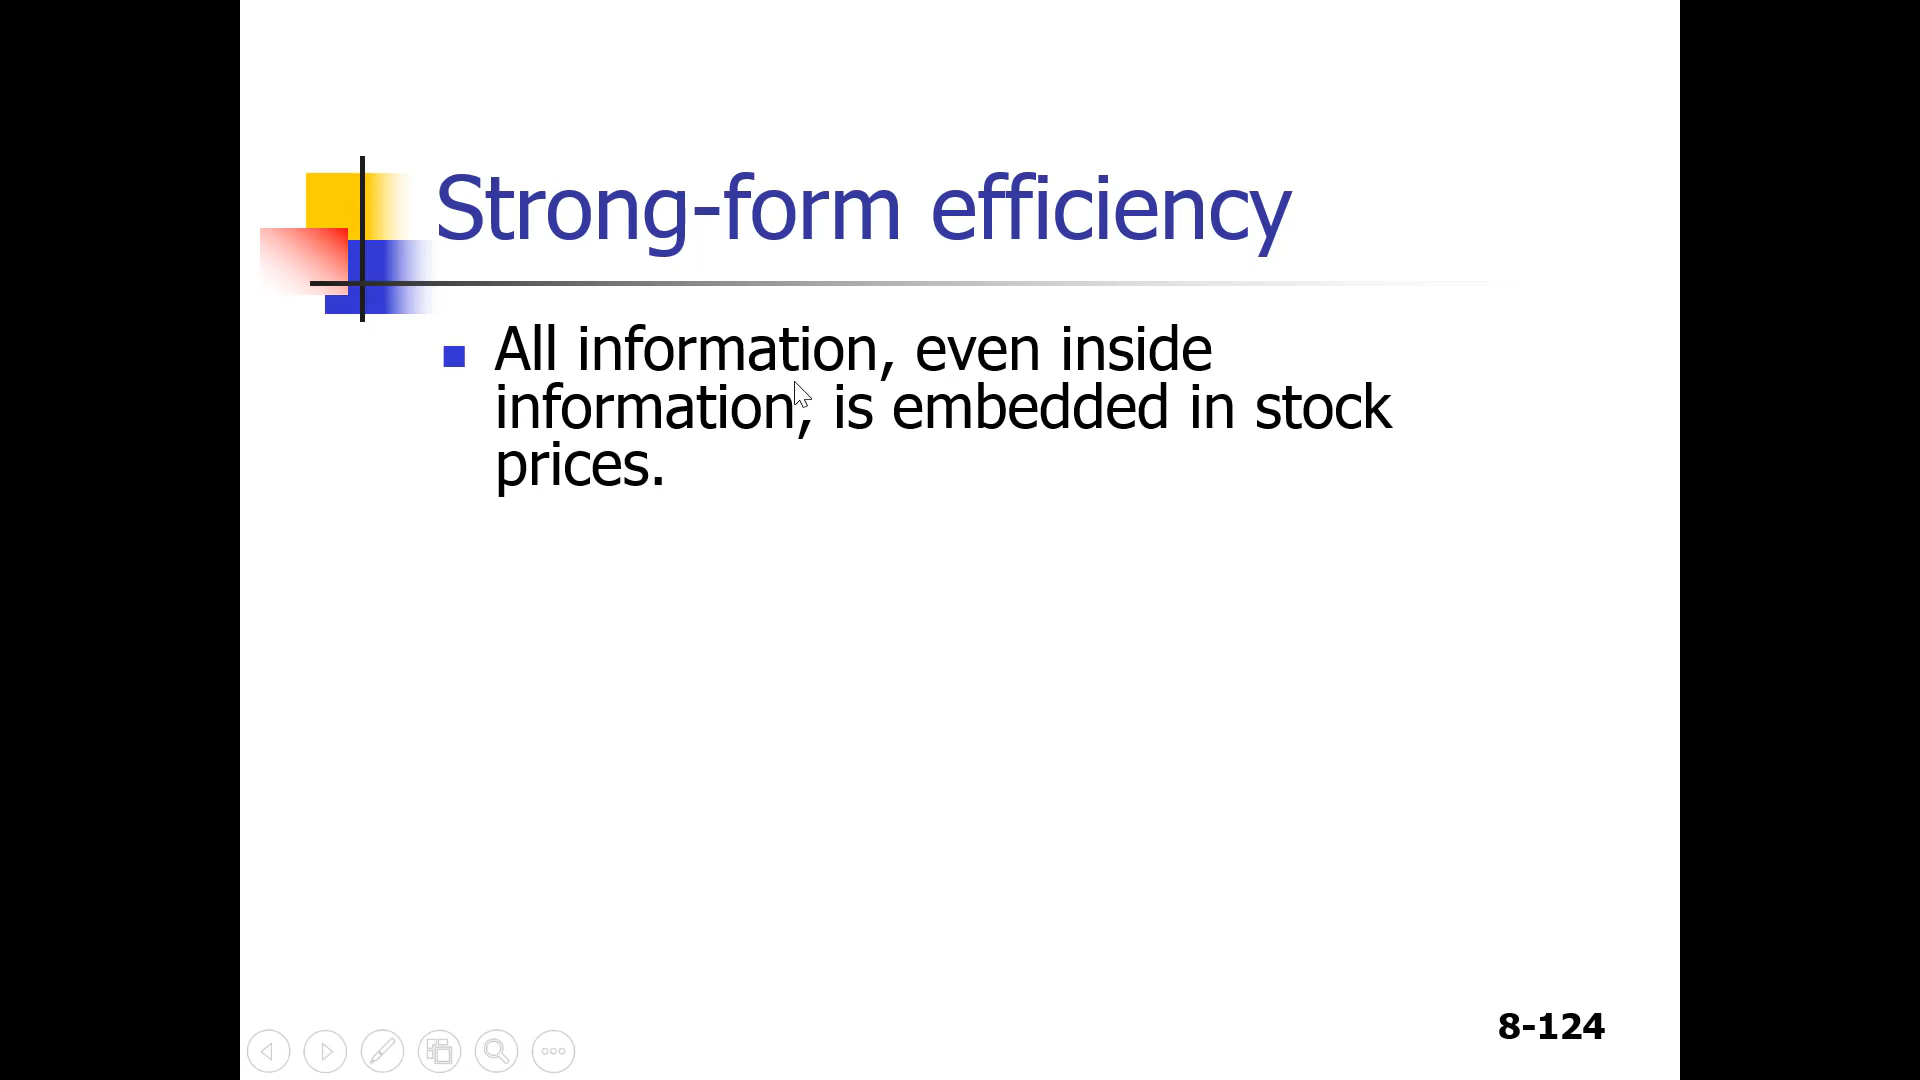 Strong-form efficiency
All information, even inside
information, is embedded in stock
prices.
8-124